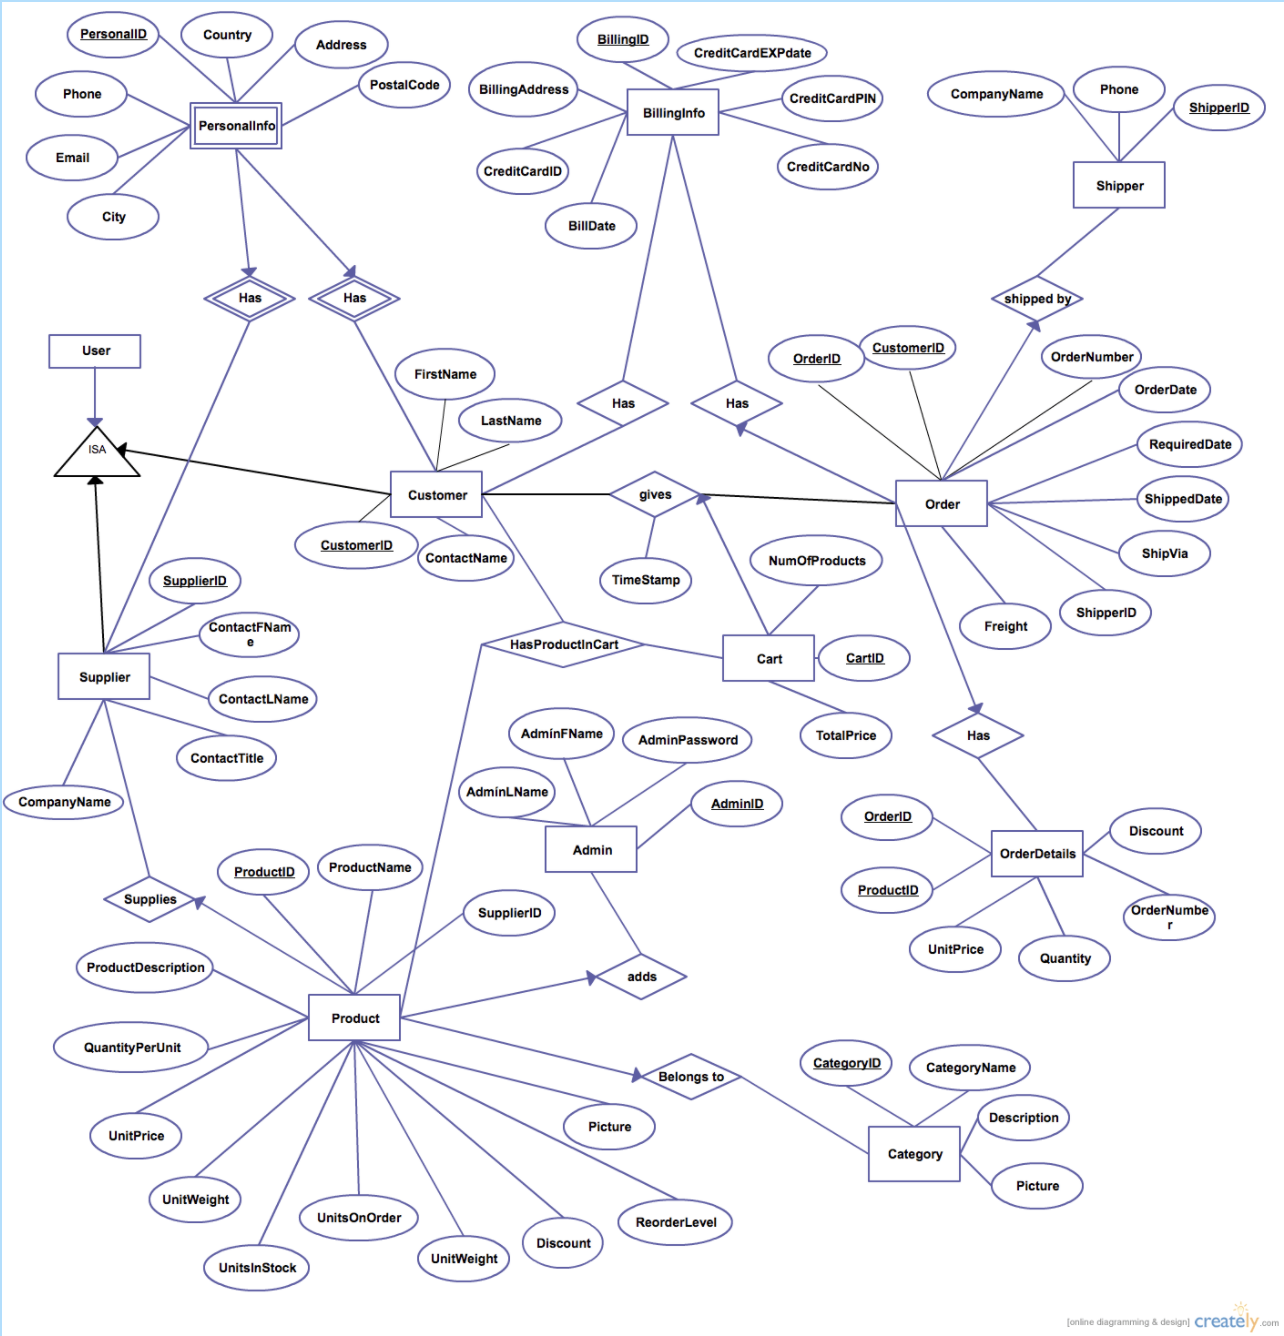 PersonalID
Country
Address
PostalCode
Phone
PersonalInfo
Email
City
BillingID
CreditCardEXPdate
BillingAddress
CreditCardPIN
BillingInfo
CreditCardID
CreditCardNo
BillDate
CompanyName
Phone
ShipperID
Shipper
Has
Has
shipped by
User
ISA
FirstName
LastName
Has
Has
OrderID
CustomerID
OrderNumber
OrderDate
RequiredDate
ShippedDate
ShipVia
ShipperID
Freight
Order
Customer
gives
TimeStamp
CustomerID
ContactName
NumOfProducts
HasProductInCart
Cart
CartID
TotalPrice
SupplierID
ContactFNam
e
Supplier
ContactLName
ContactTitle
CompanyName
AdminFName
AdminPassword
AdminLName
AdminID
Admin
Has
OrderID
Discount
OrderDetails
ProductID
OrderNumbe
r
UnitPrice
Quantity
Supplies
ProductID
ProductName
SupplierID
adds
ProductDescription
Product
QuantityPerUnit
UnitPrice
UnitWeight
UnitsInStock
UnitsOnOrder
UnitWeight
Discount
ReorderLevel
Picture
Belongs to
CategoryID
CategoryName
Description
Category
Picture
[online diagramming & design] creately.com